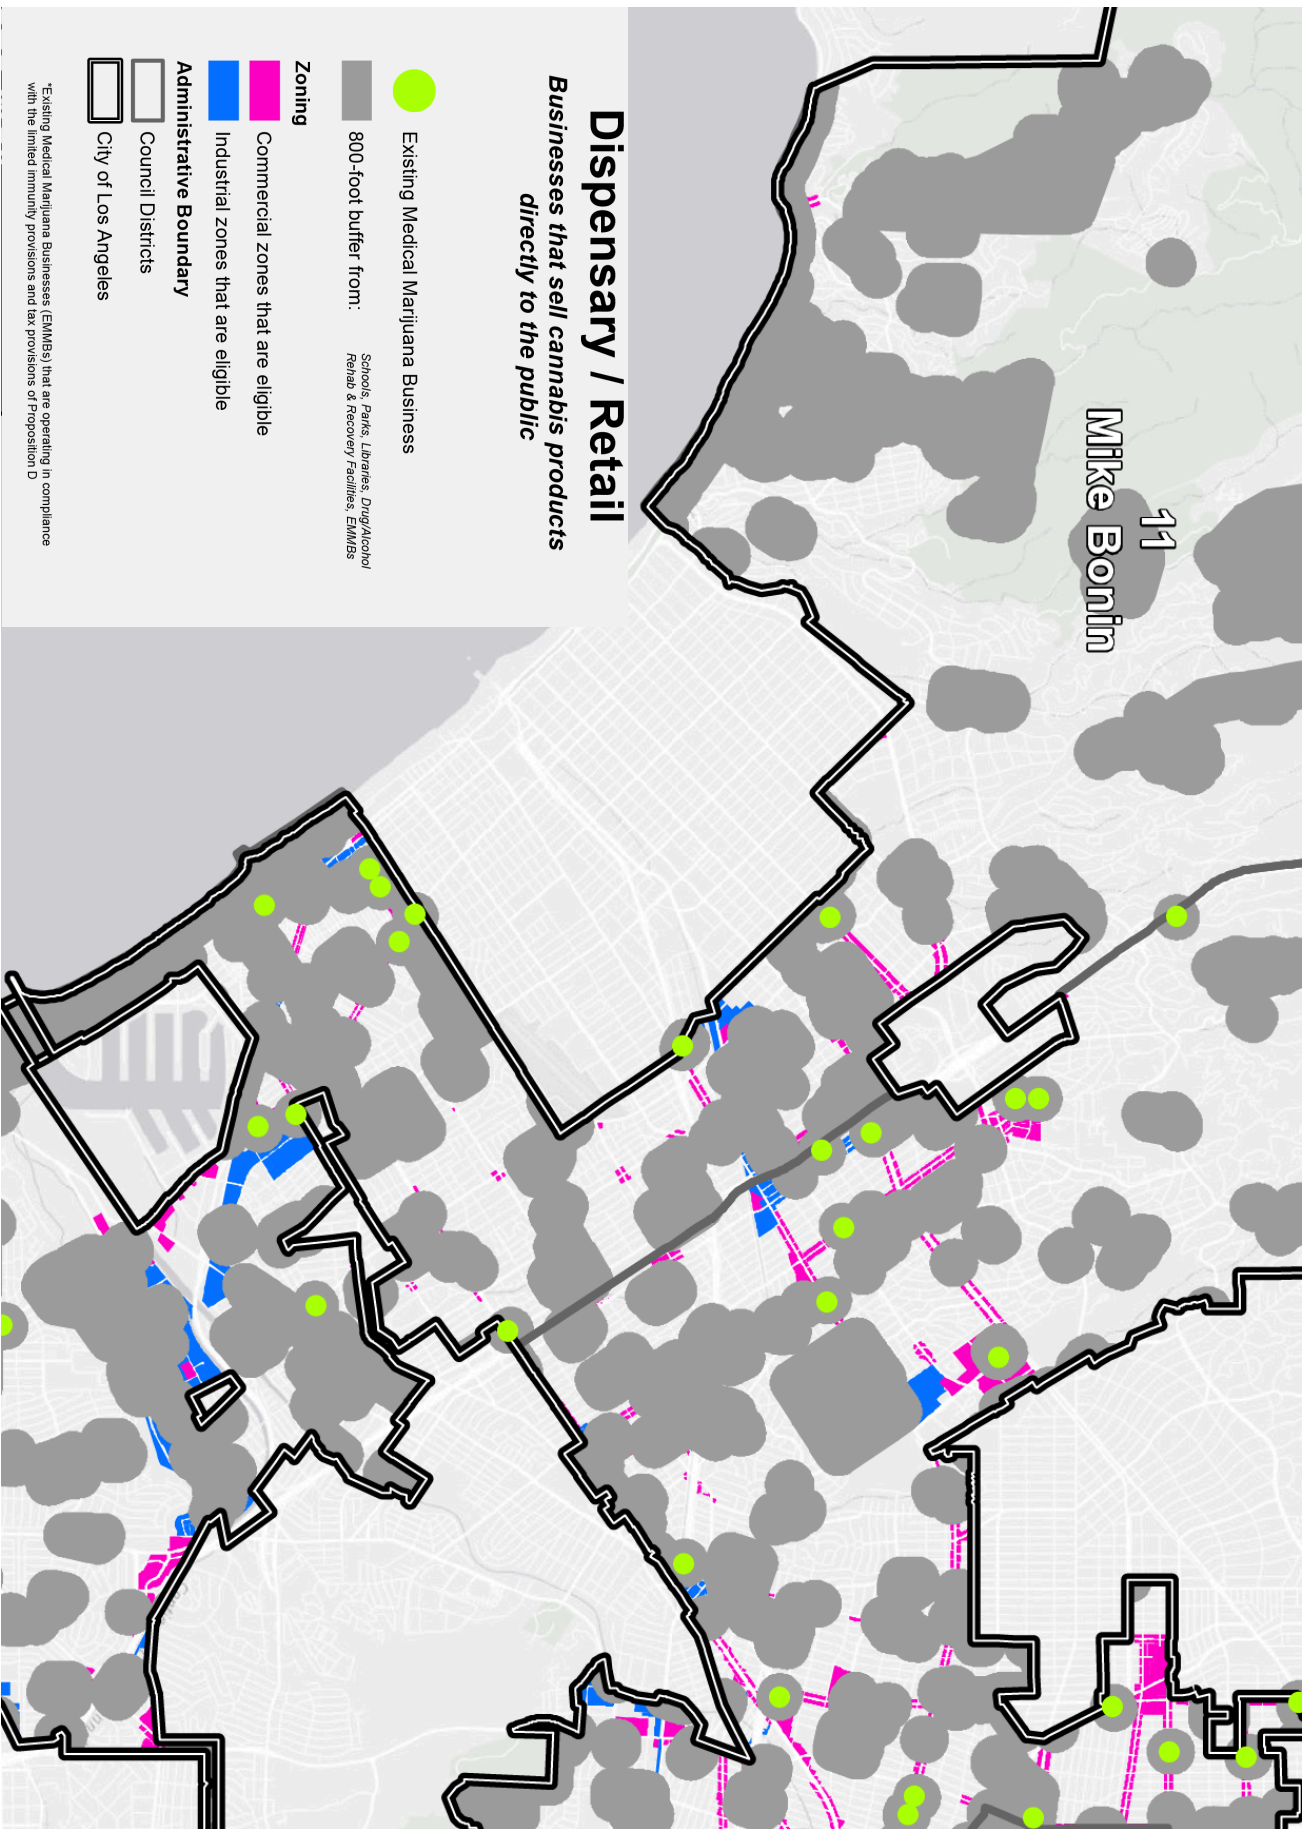 Dispensary / Retail
Businesses that sell cannabis products
directly to the public
Existing Medical Marijuana Business
800-foot buffer from:
Schools, Parks, Libraries, Drug/Alcohol
Rehab & Recovery Facilities, EMMBs
Zoning
Commercial zones that are eligible
Industrial zones that are eligible
Administrative Boundary
Council Districts
City of Los Angeles
*Existing Medical Marijuana Businesses (EMMBs) that are operating in compliance
with the limited immunity provisions and tax provisions of Proposition D
11
Mike Bonin